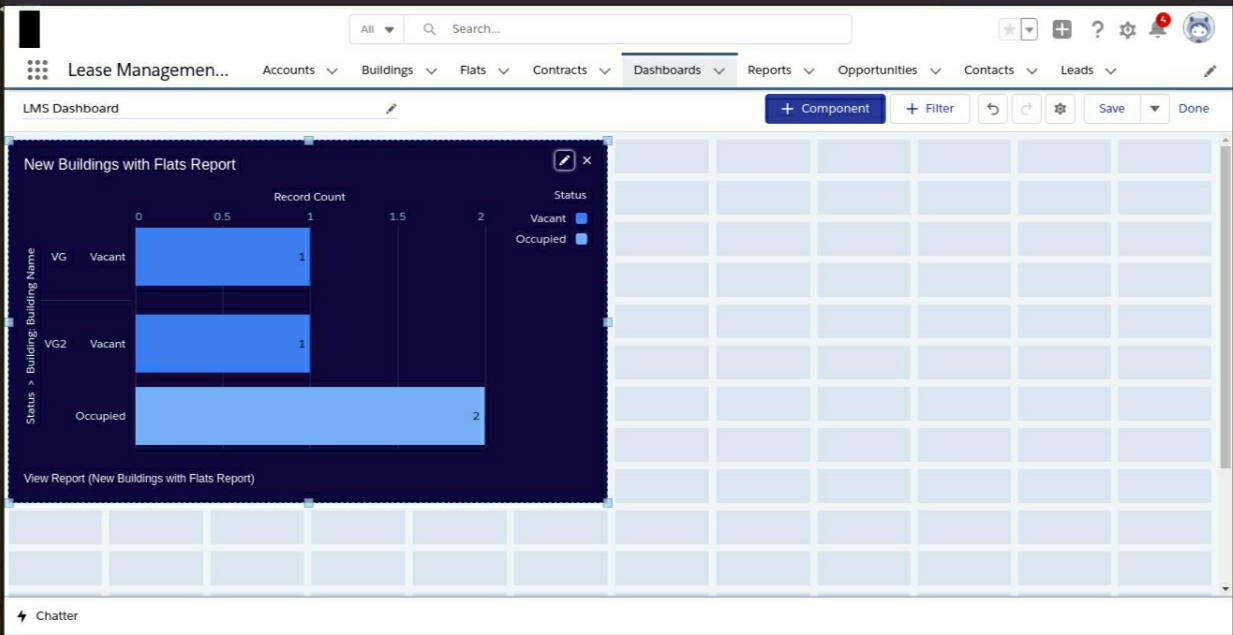 All Search...
4
Lease Managemen... Accounts Buildings Flats Contracts Dashboards Reports Opportunities Contacts Leads
LMS Dashboard + Component + Filter Save Done
New Buildings with Flats Report
Record Count
0 0.5 1 1.5 2
Status
Vacant
Occupied
Status > Building: Building Name
VG Vacant 1
VG2 Vacant 1
Occupied 2
View Report (New Buildings with Flats Report)
Chatter